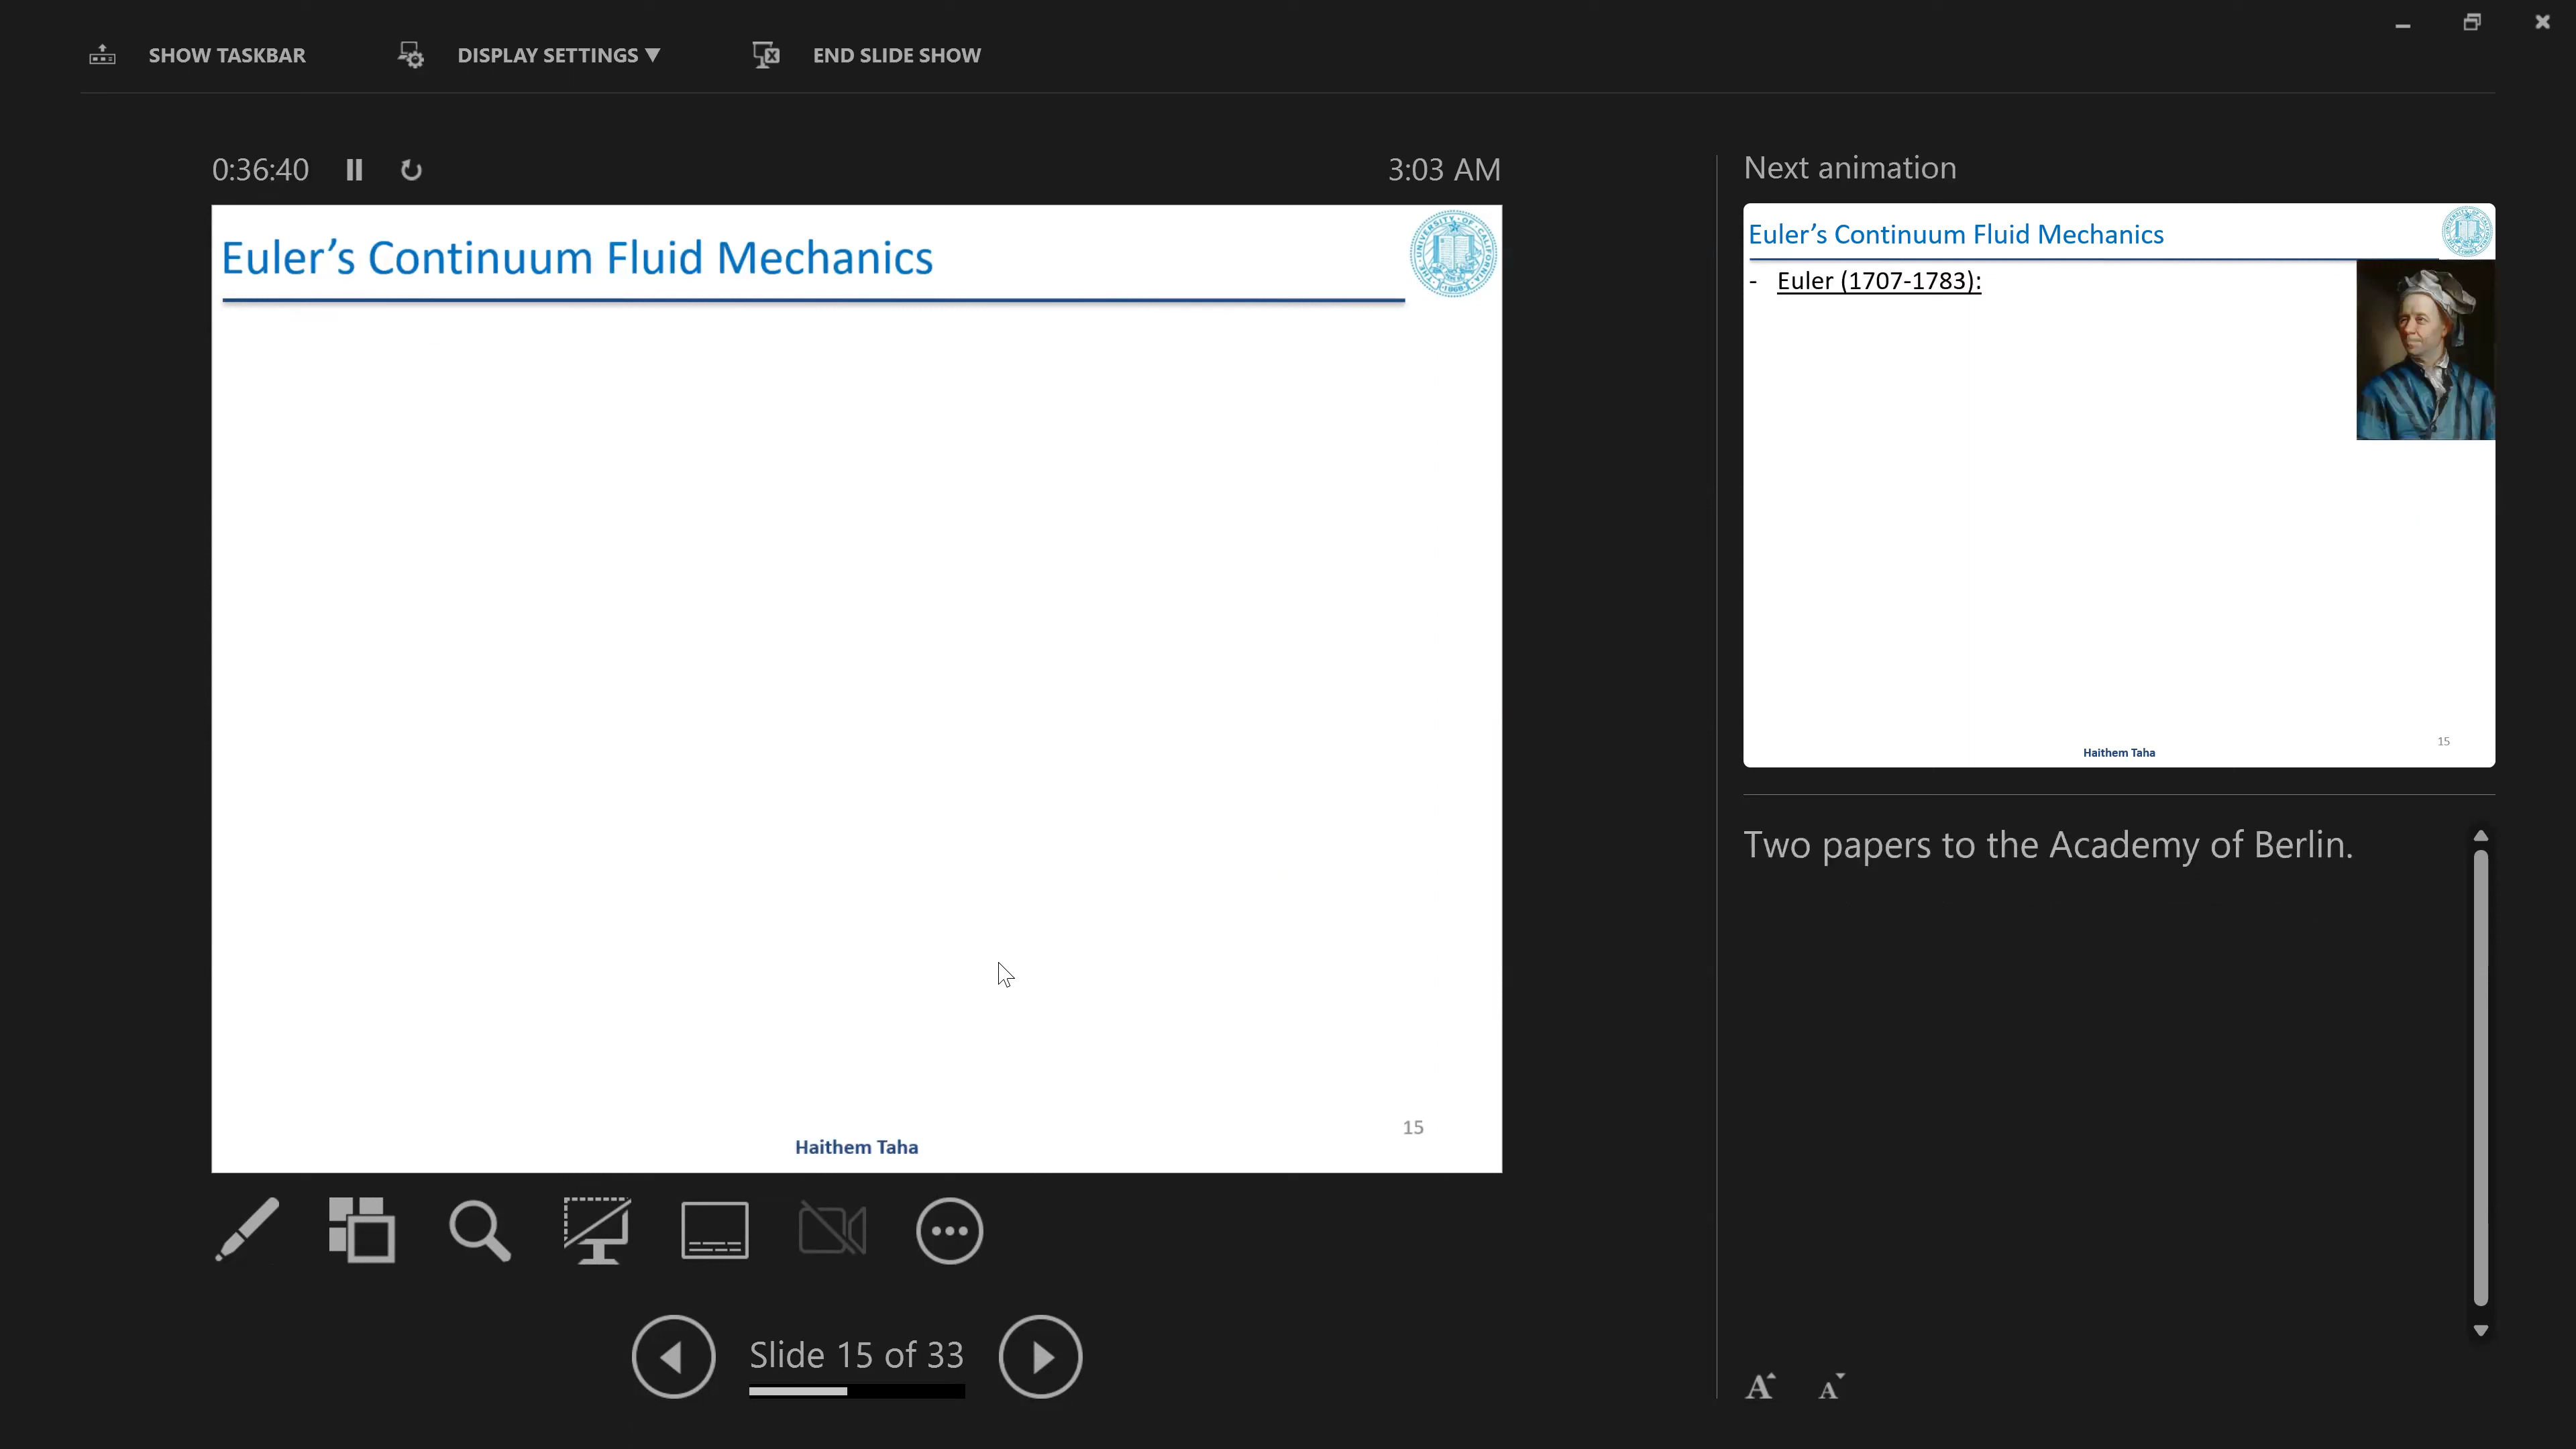 SHOW TASKBAR
DISPLAY SETTINGS ▼
END SLIDE SHOW
0:36:40
3:03 AM
Euler’s Continuum Fluid Mechanics
Haithem Taha
15
Slide 15 of 33
Next animation
Euler’s Continuum Fluid Mechanics
- Euler (1707-1783):
Haithem Taha
15
Two papers to the Academy of Berlin.
A A